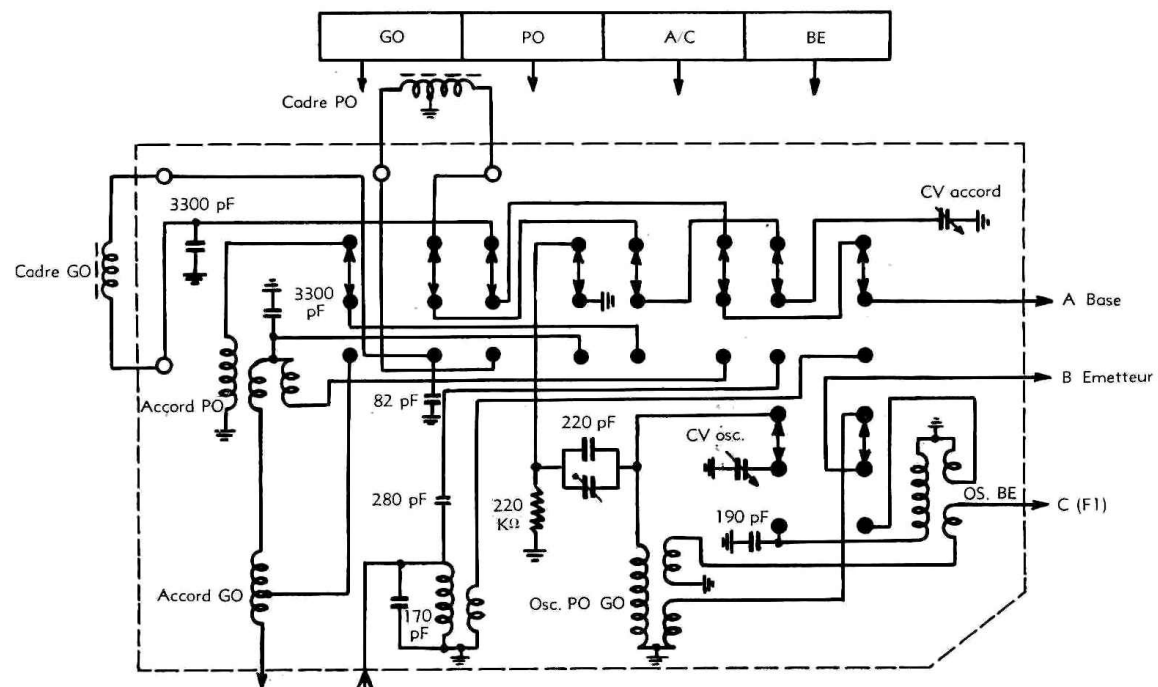 GO PO A/C BE
Cadre PO
CV accord
3300 pF
Cadre GO
3300
pF
A Base
B Emetteur
Accord PO
82 pF
220 pF
CV osc.
280 pF
220
KΩ
190 pF
OS. BE
C (F1)
Accord GO
170
pF
Osc. PO GO